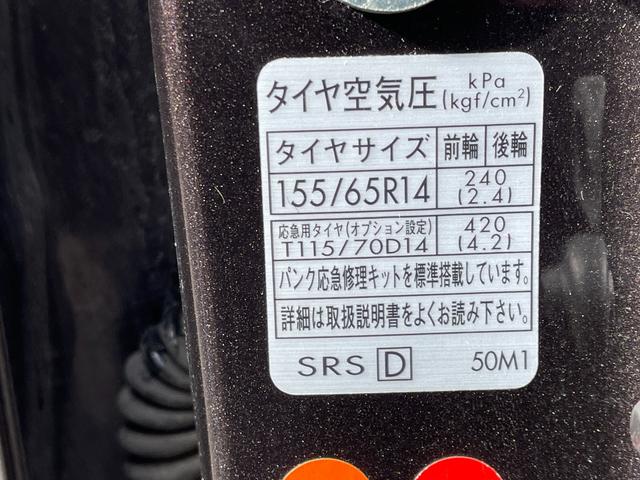 タイヤ空気圧 kPa (kgf/cm²)
タイヤサイズ 前輪 後輪
155/65R14 240 (2.4)
応急用タイヤ(オプション設定) 420
T115/70D14 (4.2)
パンク応急修理キットを標準搭載しています。
詳細は取扱説明書をよくお読み下さい。
SRS D 50M1